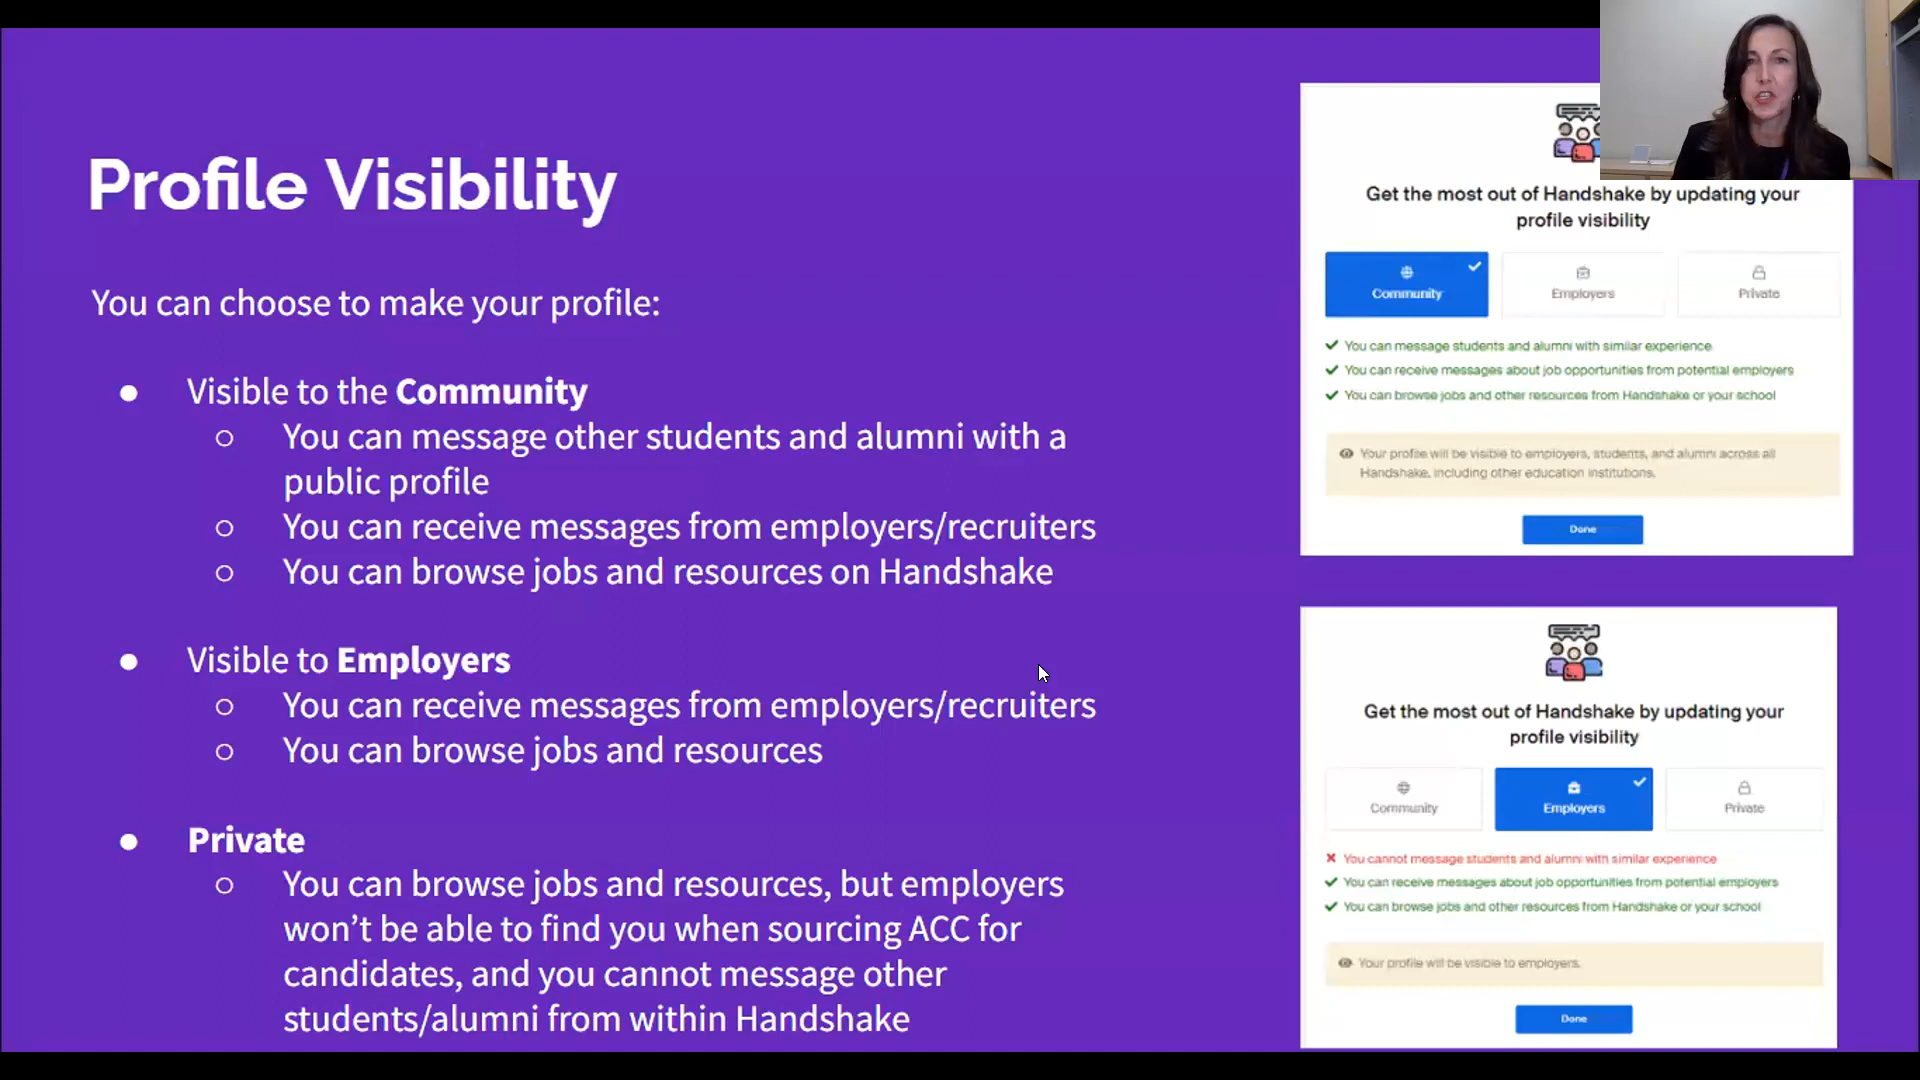 Profile Visibility
You can choose to make your profile:
● Visible to the Community
○ You can message other students and alumni with a
public profile
○ You can receive messages from employers/recruiters
○ You can browse jobs and resources on Handshake
● Visible to Employers
○ You can receive messages from employers/recruiters
○ You can browse jobs and resources
● Private
○ You can browse jobs and resources, but employers
won’t be able to find you when sourcing ACC for
candidates, and you cannot message other
students/alumni from within Handshake
Get the most out of Handshake by updating your
profile visibility
Community Employers Private
You can message students and alumni with similar experience
You can receive messages about job opportunities from potential employers
You can browse jobs and other resources from Handshake or your school
Your profile will be visible to employers, students, and alumni across all
Handshake, including other education institutions.
Done
Get the most out of Handshake by updating your
profile visibility
Community Employers Private
You cannot message students and alumni with similar experience
You can receive messages about job opportunities from potential employers
You can browse jobs and other resources from Handshake or your school
Your profile will be visible to employers.
Done